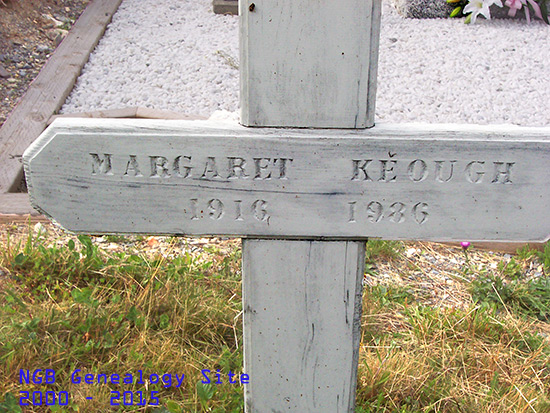 MARGARET KEOUGH
1916 1986
NGB Genealogy Site
2000 - 2015